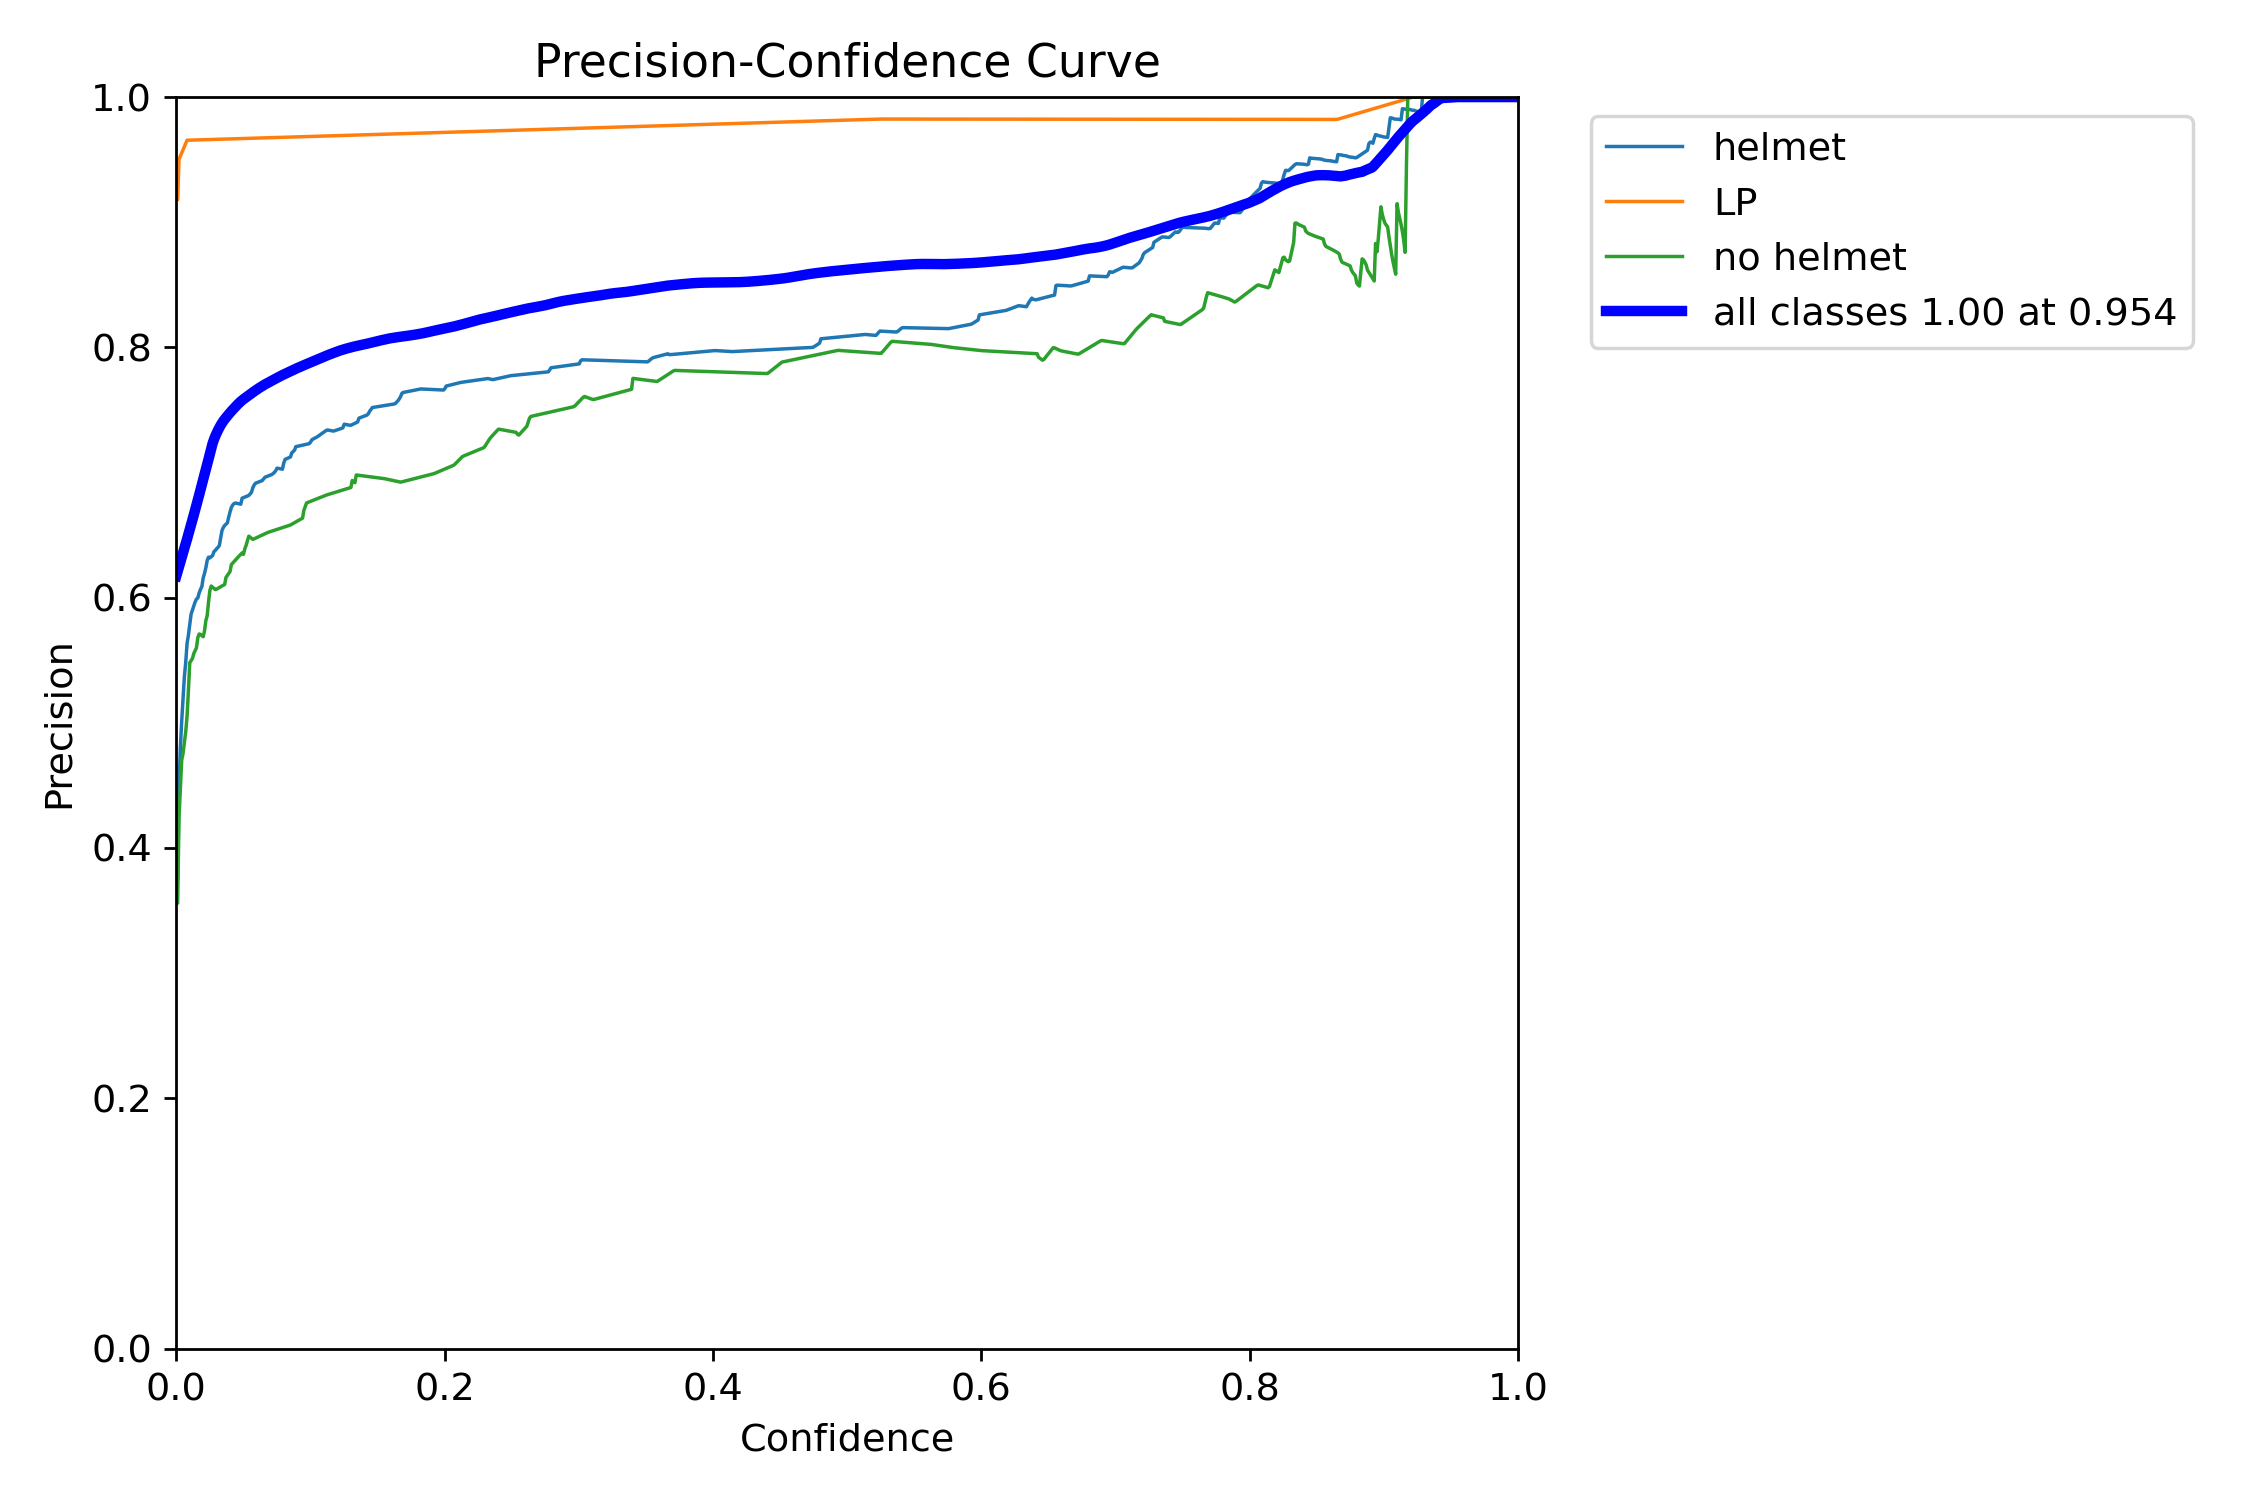 Precision-Confidence Curve
1.0
0.8
0.6
0.4
0.2
0.0
Precision
0.0 0.2 0.4 0.6 0.8 1.0
Confidence
helmet
LP
no helmet
all classes 1.00 at 0.954